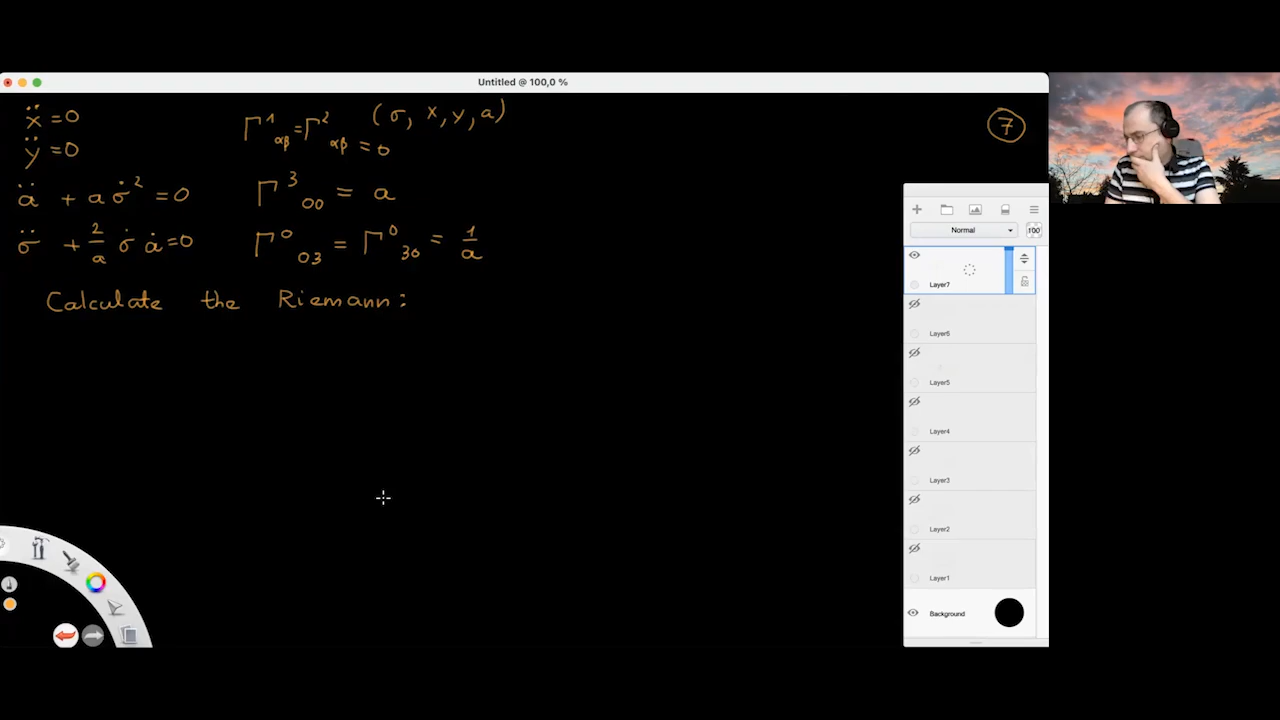 Untitled @ 100,0 %
ẍ = 0
ÿ = 0
Γ¹αβ = Γ²αβ = 0
(σ, x, y, a)
7
ä + a σ̇² = 0
Γ³₀₀ = a
σ̈ + 2/a σ̇ ȧ = 0
Γ⁰₀₃ = Γ⁰₃₀ = 1/a
Calculate the Riemann:
Normal
100
Layer7
Layer6
Layer5
Layer4
Layer3
Layer2
Layer1
Background